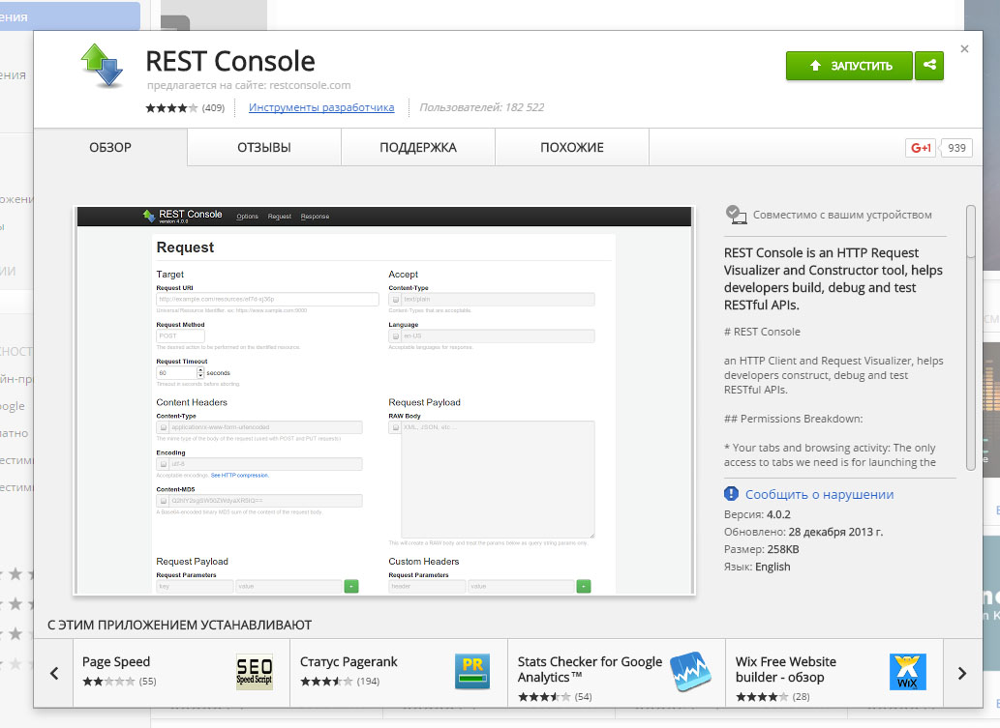 ения
REST Console
предлагается на сайте: restconsole.com
(409)
Инструменты разработчика
Пользователей: 182 522
ЗАПУСТИТЬ
ения
ОБЗОР
ОТЗЫВЫ
ПОДДЕРЖКА
ПОХОЖИЕ
G+1
939
REST Console
version 4.0.0
Options
Request
Response
Request
Target
Request URI
http://example.com/resources/ef7d-ej36p
Universal Resource Identifier. ex: https://www.sample.com:9000
Request Method
POST
The desired action to be performed on the identified resource.
Request Timeout
60
seconds
Timeout in seconds before aborting.
Accept
Content-Type
text/plain
Content-Types that are acceptable.
Language
en-US
Acceptable languages for response.
Content Headers
Content-Type
application/x-www-form-urlencoded
The mime type of the body of the request (used with POST and PUT requests)
Encoding
utf-8
Acceptable encodings. See HTTP compression.
Content-MD5
A Base64-encoded binary MD5 sum of the content of the request body.
Request Payload
RAW Body
XML, JSON, etc ...
This will create a RAW body and treat the params below as query string params only.
Request Payload
Request Parameters
key
value
Custom Headers
Request Parameters
header
value
Совместимо с вашим устройством
REST Console is an HTTP Request
Visualizer and Constructor tool, helps
developers build, debug and test
RESTful APIs.
# REST Console
an HTTP Client and Request Visualizer, helps
developers construct, debug and test
RESTful APIs.
## Permissions Breakdown:
* Your tabs and browsing activity: The only
access to tabs we need is for launching the
Сообщить о нарушении
Версия: 4.0.2
Обновлено: 28 декабря 2013 г.
Размер: 258KB
Язык: English
С ЭТИМ ПРИЛОЖЕНИЕМ УСТАНАВЛИВАЮТ
Page Speed
(55)
SEO
Speed Script
Статус Pagerank
(194)
PR
Stats Checker for Google
Analytics™
(54)
Wix Free Website
builder - обзор
(28)
WiX